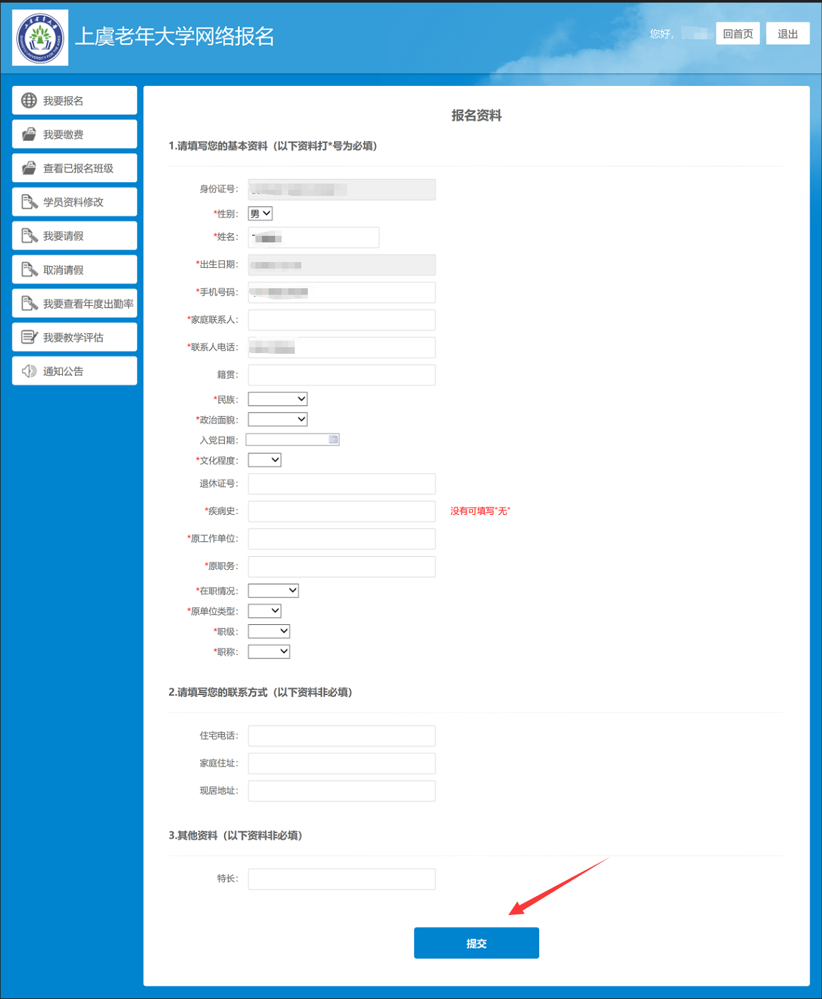 上虞老年大学网络报名
您好，
回首页
退出
我要报名
我要缴费
查看已报名班级
学员资料修改
我要请假
取消请假
我要查看年度出勤率
我要教学评估
通知公告
报名资料
1.请填写您的基本资料（以下资料打*号为必填）
身份证号：
*性别： 男
*姓名：
*出生日期：
*手机号码：
*家庭联系人：
*联系人电话：
籍贯：
*民族：
*政治面貌：
入党日期：
*文化程度：
退休证号：
*疾病史： 没有可填写"无"
*原工作单位：
*原职务：
*在职情况：
*原单位类型：
*职级：
*职称：
2.请填写您的联系方式（以下资料非必填）
住宅电话：
家庭住址：
现居地址：
3.其他资料（以下资料非必填）
特长：
提交